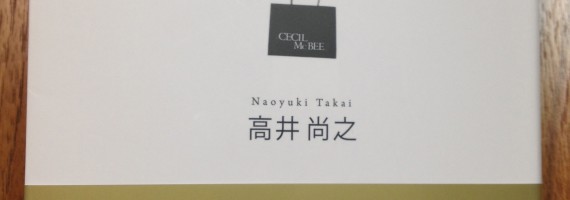 CECIL
McBEE
Naoyuki Takai
高井 尚之